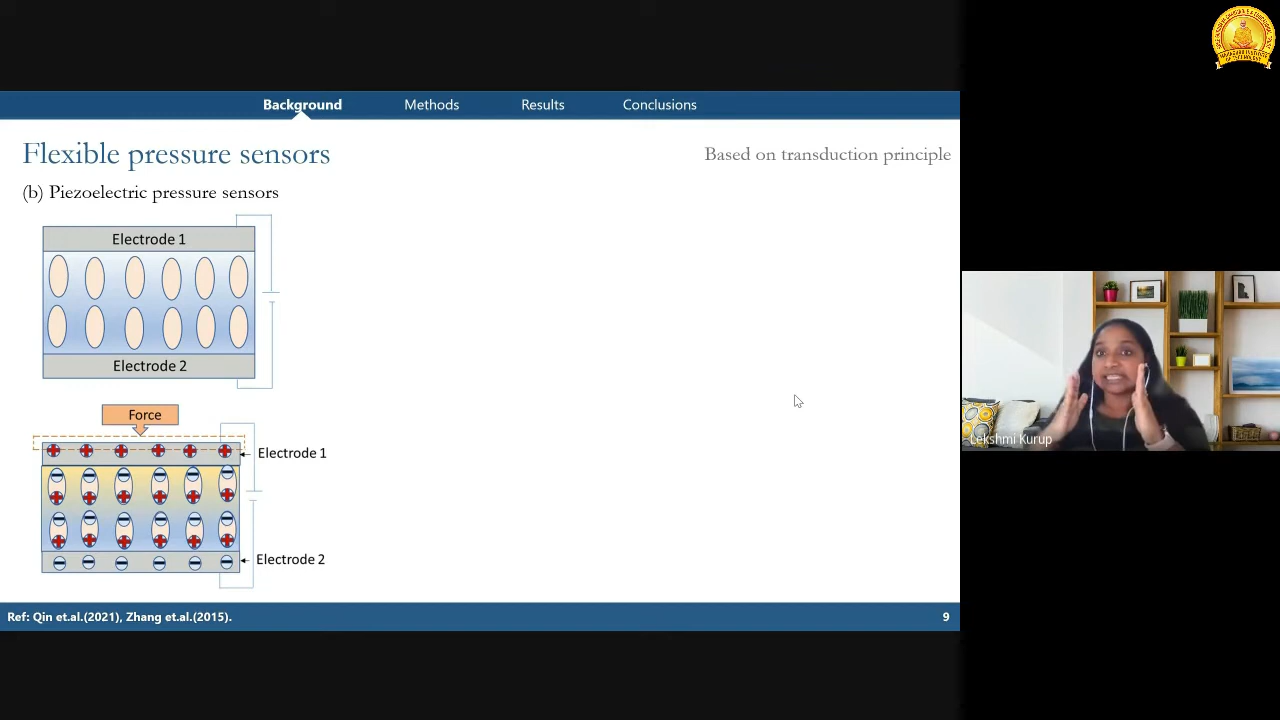 Background Methods Results Conclusions
Flexible pressure sensors
Based on transduction principle
(b) Piezoelectric pressure sensors
Electrode 1
Electrode 2
Force
Electrode 1
Electrode 2
Lekshmi Kurup
Ref: Qin et.al.(2021), Zhang et.al.(2015).
9